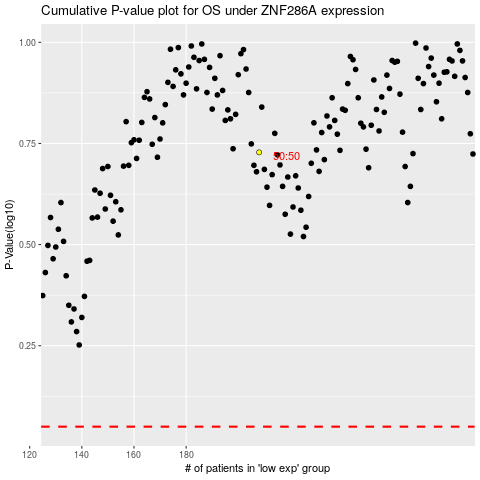 Cumulative P-value plot for OS under ZNF286A expression
1.00
0.75
0.50
0.25
P-Value(log10)
50:50
120 140 160 180
# of patients in 'low exp' group